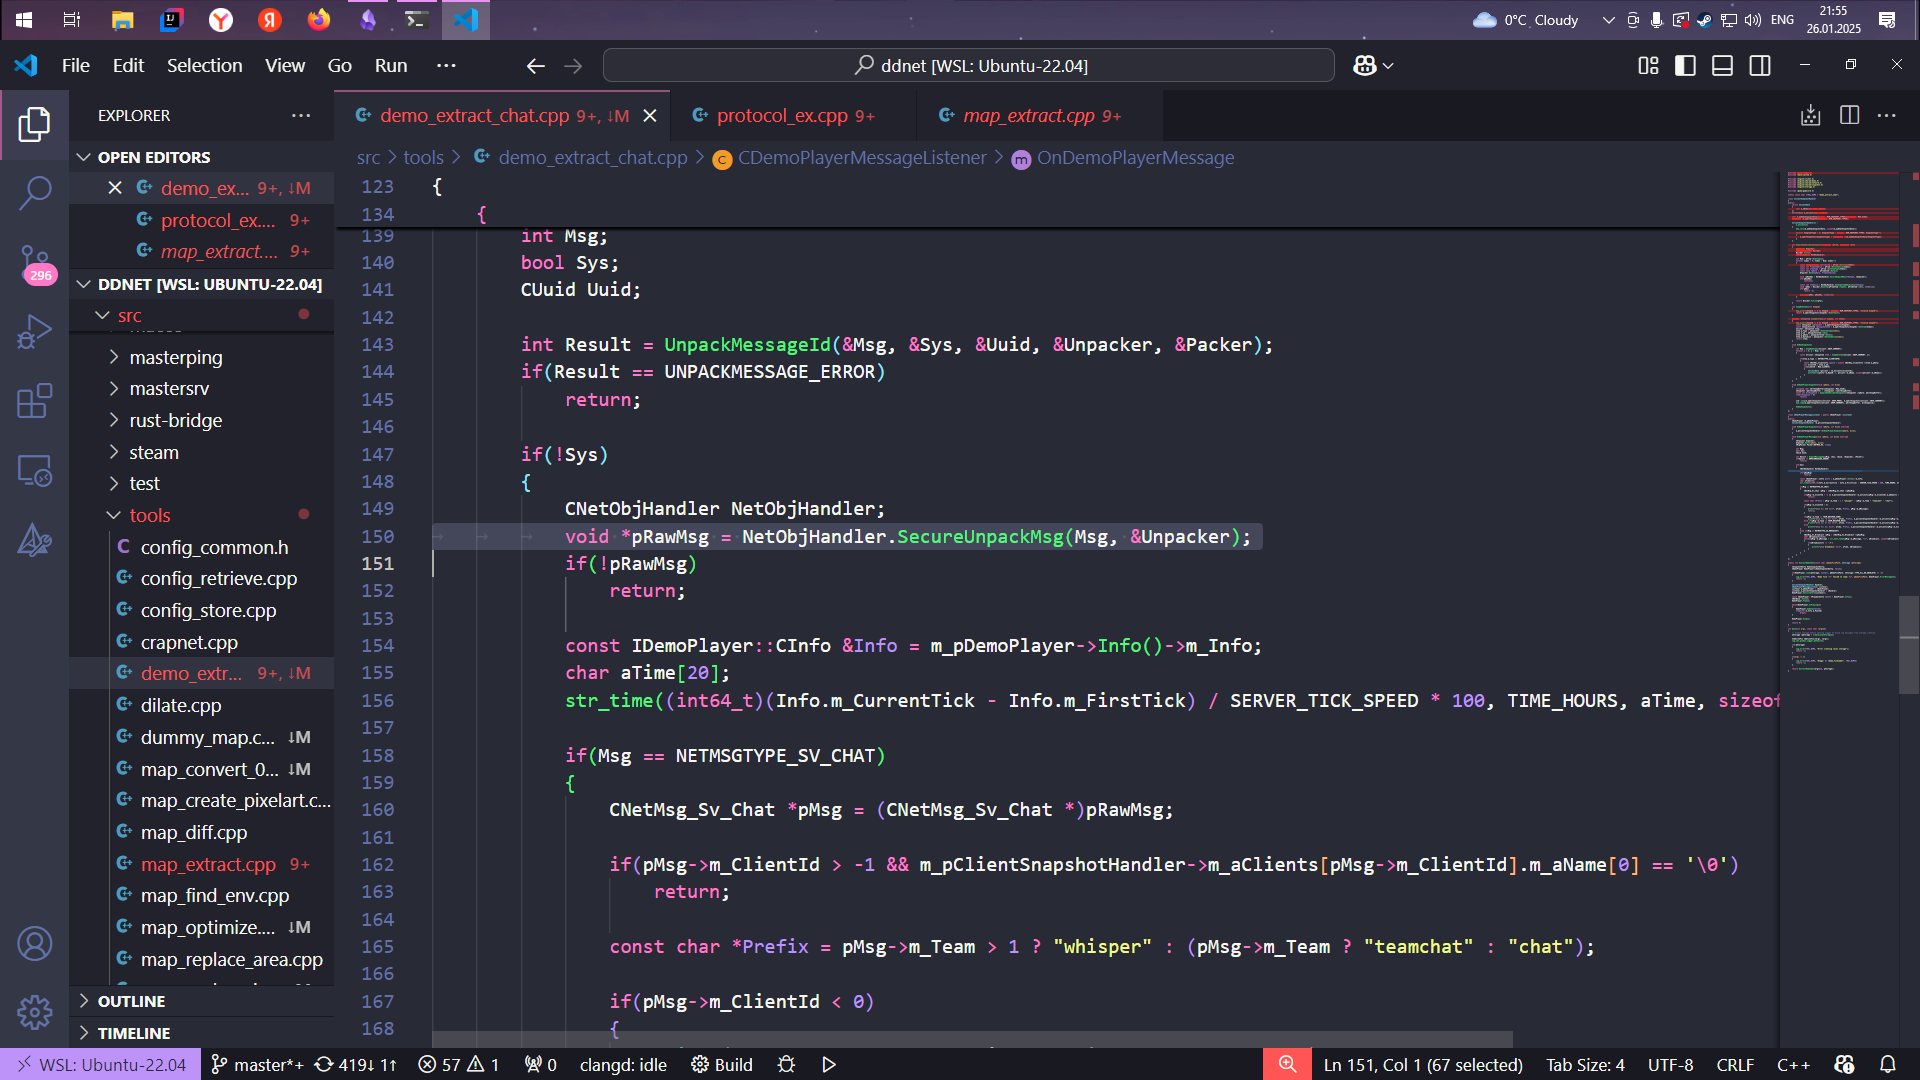 0°C Cloudy
ENG
21:55
26.01.2025
File Edit Selection View Go Run ···
ddnet [WSL: Ubuntu-22.04]
EXPLORER
demo_extract_chat.cpp 9+, ↓M
protocol_ex.cpp 9+
map_extract.cpp 9+
OPEN EDITORS
demo_ex... 9+, ↓M
protocol_ex.... 9+
map_extract.... 9+
DDNET [WSL: UBUNTU-22.04]
src
masterping
mastersrv
rust-bridge
steam
test
tools
config_common.h
config_retrieve.cpp
config_store.cpp
crapnet.cpp
demo_extr... 9+, ↓M
dilate.cpp
dummy_map.c... ↓M
map_convert_0... ↓M
map_create_pixelart.c...
map_diff.cpp
map_extract.cpp 9+
map_find_env.cpp
map_optimize.... ↓M
map_replace_area.cpp
OUTLINE
TIMELINE
296
src > tools > demo_extract_chat.cpp > CDemoPlayerMessageListener > OnDemoPlayerMessage
123 {
134 {
139 int Msg;
140 bool Sys;
141 CUuid Uuid;
142
143 int Result = UnpackMessageId(&Msg, &Sys, &Uuid, &Unpacker, &Packer);
144 if(Result == UNPACKMESSAGE_ERROR)
145 return;
146
147 if(!Sys)
148 {
149 CNetObjHandler NetObjHandler;
150 void *pRawMsg = NetObjHandler.SecureUnpackMsg(Msg, &Unpacker);
151 if(!pRawMsg)
152 return;
153
154 const IDemoPlayer::CInfo &Info = m_pDemoPlayer->Info()->m_Info;
155 char aTime[20];
156 str_time((int64_t)(Info.m_CurrentTick - Info.m_FirstTick) / SERVER_TICK_SPEED * 100, TIME_HOURS, aTime, sizeof
157
158 if(Msg == NETMSGTYPE_SV_CHAT)
159 {
160 CNetMsg_Sv_Chat *pMsg = (CNetMsg_Sv_Chat *)pRawMsg;
161
162 if(pMsg->m_ClientId > -1 && m_pClientSnapshotHandler->m_aClients[pMsg->m_ClientId].m_aName[0] == '\0')
163 return;
164
165 const char *Prefix = pMsg->m_Team > 1 ? "whisper" : (pMsg->m_Team ? "teamchat" : "chat");
166
167 if(pMsg->m_ClientId < 0)
168 {
WSL: Ubuntu-22.04 master*+ 419↓ 1↑ 57 1 0 clangd: idle Build Ln 151, Col 1 (67 selected) Tab Size: 4 UTF-8 CRLF C++